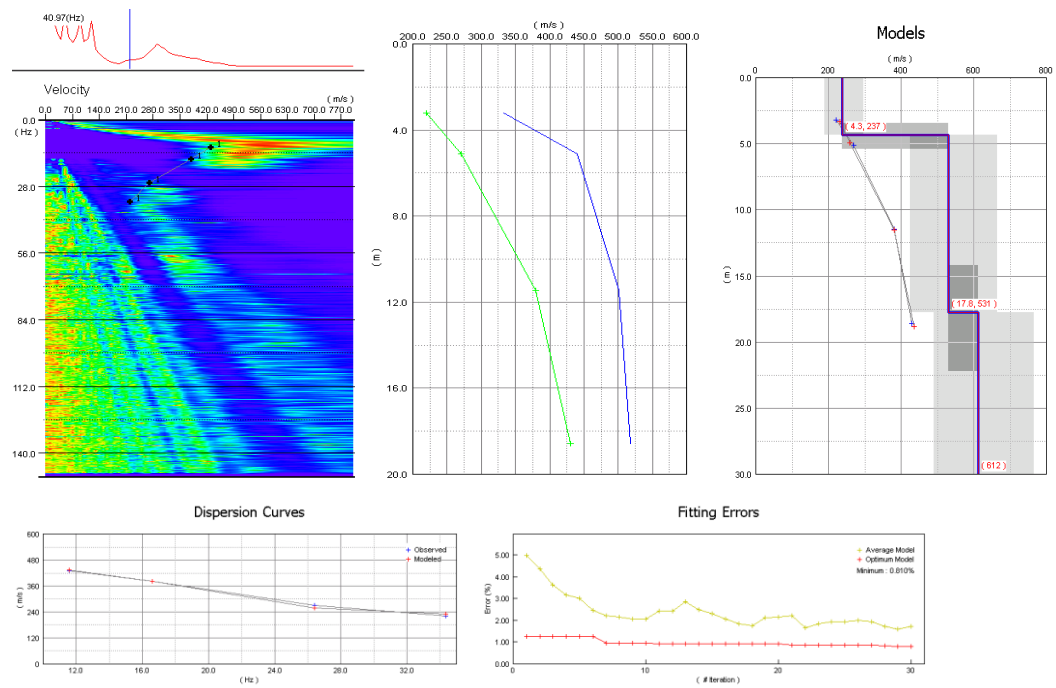 40.97(Hz)
Velocity
( m/s )
0.0 70.0 140.0 210.0 280.0 350.0 420.0 490.0 560.0 630.0 700.0 770.0
0.0
( Hz )
28.0
56.0
84.0
112.0
140.0
1
1
1
1
( m/s )
200.0 250.0 300.0 350.0 400.0 450.0 500.0 550.0 600.0
0.0
4.0
8.0
( m )
12.0
16.0
20.0
Models
( m/s )
0 200 400 600 800
0.0
5.0
10.0
( m )
15.0
20.0
25.0
30.0
( 4.3, 237)
( 17.8, 531)
( 612 )
Dispersion Curves
600
480
360
(m/s)
240
120
0
12.0 16.0 20.0 24.0 28.0 32.0
( Hz )
Observed
Modeled
Fitting Errors
5.00
4.00
3.00
Error (%)
2.00
1.00
0.00
0 10 20 30
( # Iteration )
Average Model
Optimum Model
Minimum : 0.810%